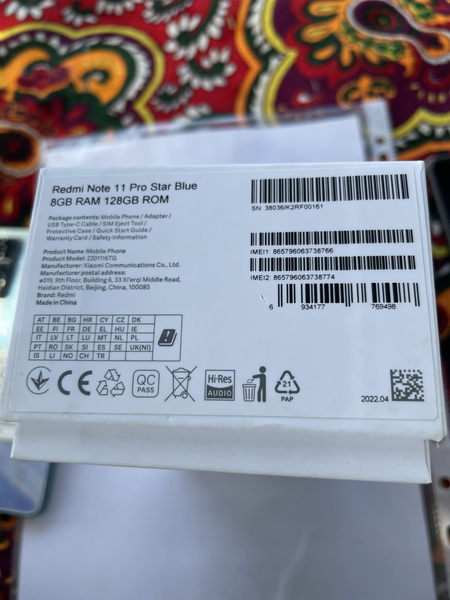 Redmi Note 11 Pro Star Blue
8GB RAM 128GB ROM
Package contents: Mobile Phone / Adapter /
USB Type-C Cable / SIM Eject Tool /
Protective Case / Quick Start Guide /
Warranty Card / Safety Information
Product Name: Mobile Phone
Product Model: 2201116TG
Manufacturer: Xiaomi Communications Co., Ltd.
Manufacturer postal address:
#019, 9th Floor, Building 6, 33 Xi'erqi Middle Road,
Haidian District, Beijing, China, 100085
Brand: Redmi
Made in China
SN: 38036/K2RF00161
IMEI1: 865796063738766
IMEI2: 865796063738774
6 934177 769498
AT BE BG HR CY CZ DK
EE FI FR DE EL HU IE
IT LV LT LU MT NL PL
PT RO SK SI ES SE UK(NI)
IS LI NO CH TR
CE
QC
PASS
Hi-Res
AUDIO
21
PAP
2022.04